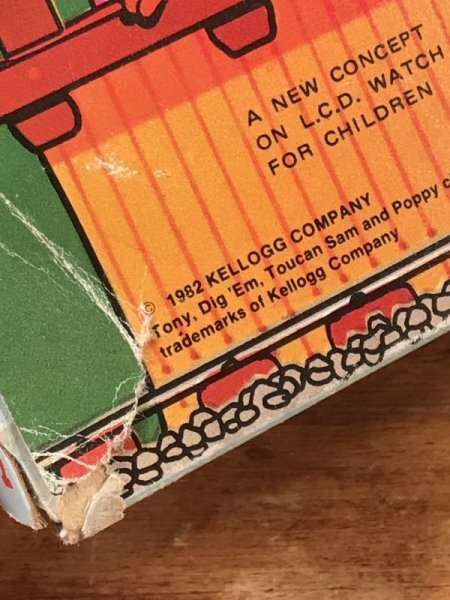 A NEW CONCEPT
ON L.C.D. WATCH
FOR CHILDREN
© 1982 KELLOGG COMPANY
Tony, Dig 'Em, Toucan Sam and Poppy
trademarks of Kellogg Company